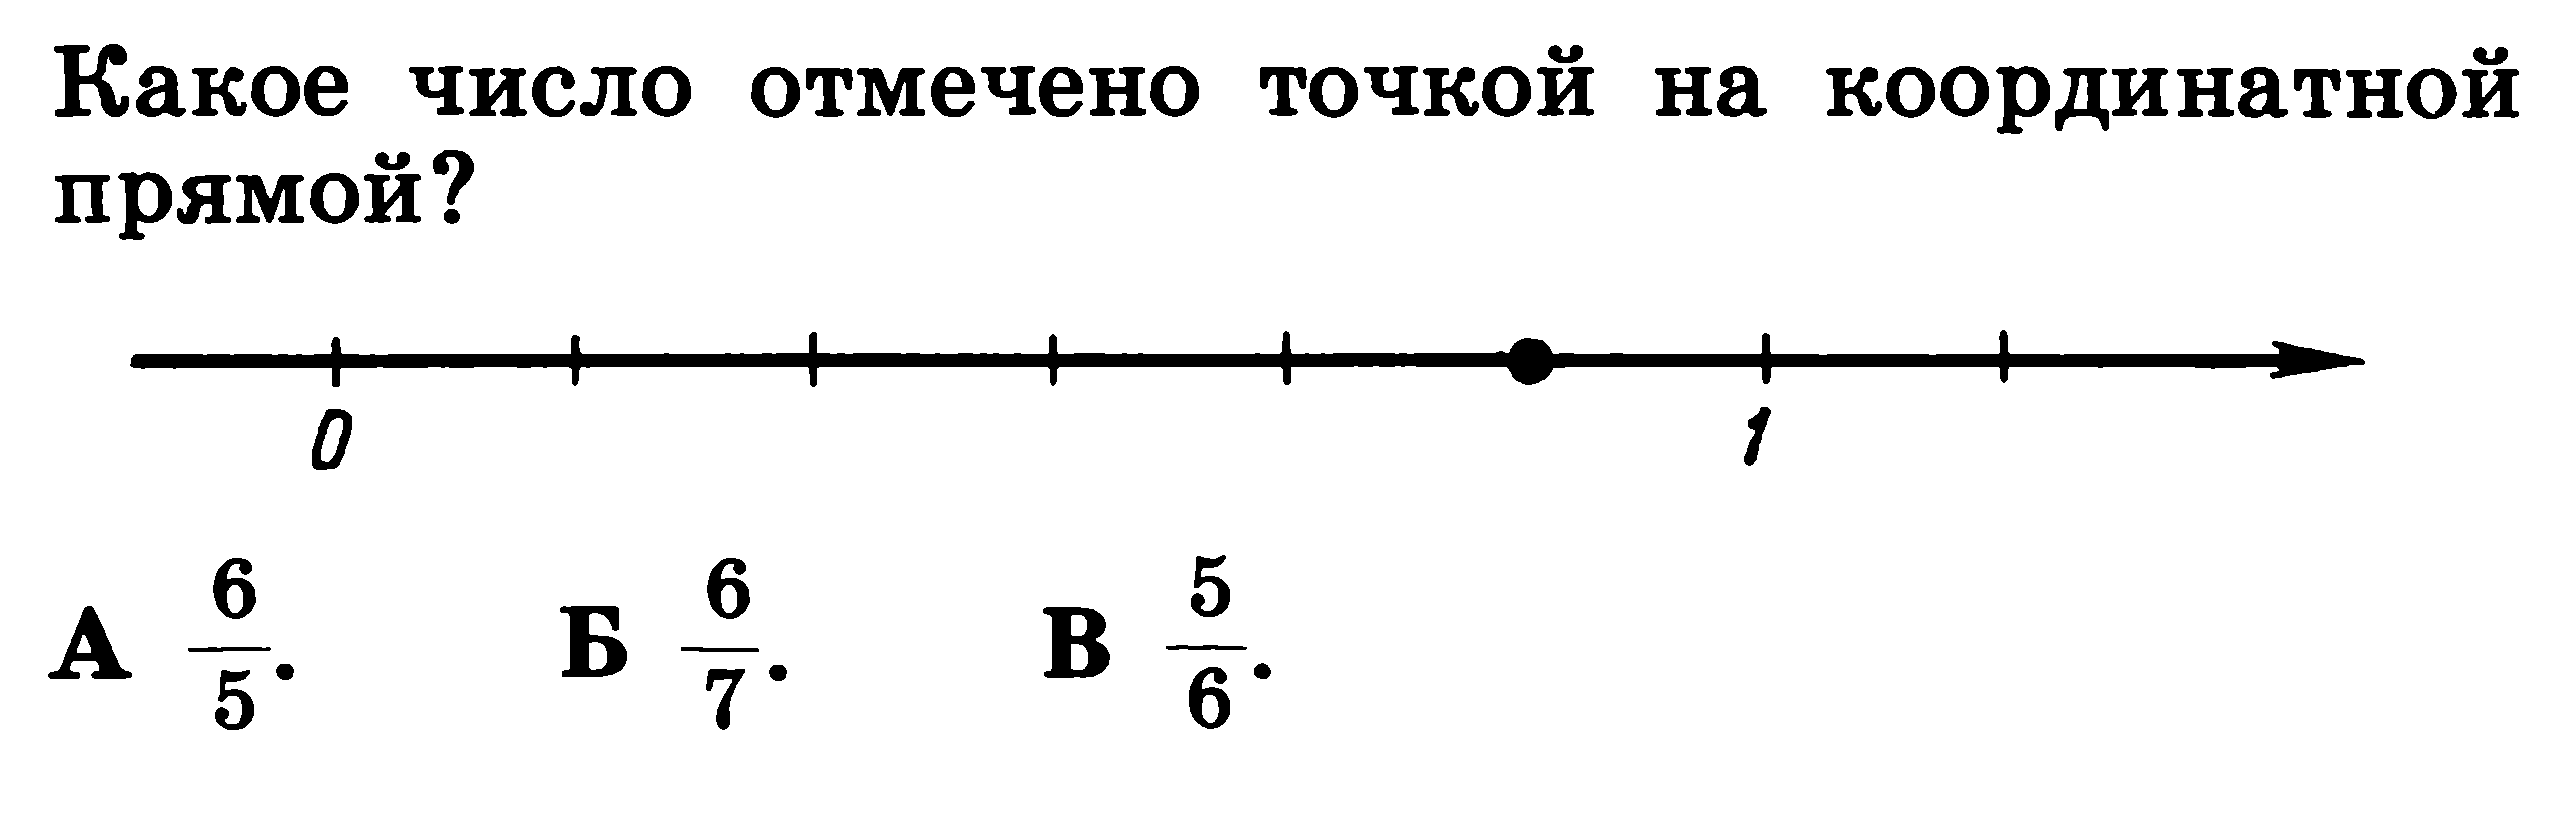 Какое число отмечено точкой на координатной
прямой?
0 1
А 6/5. Б 6/7. В 5/6.